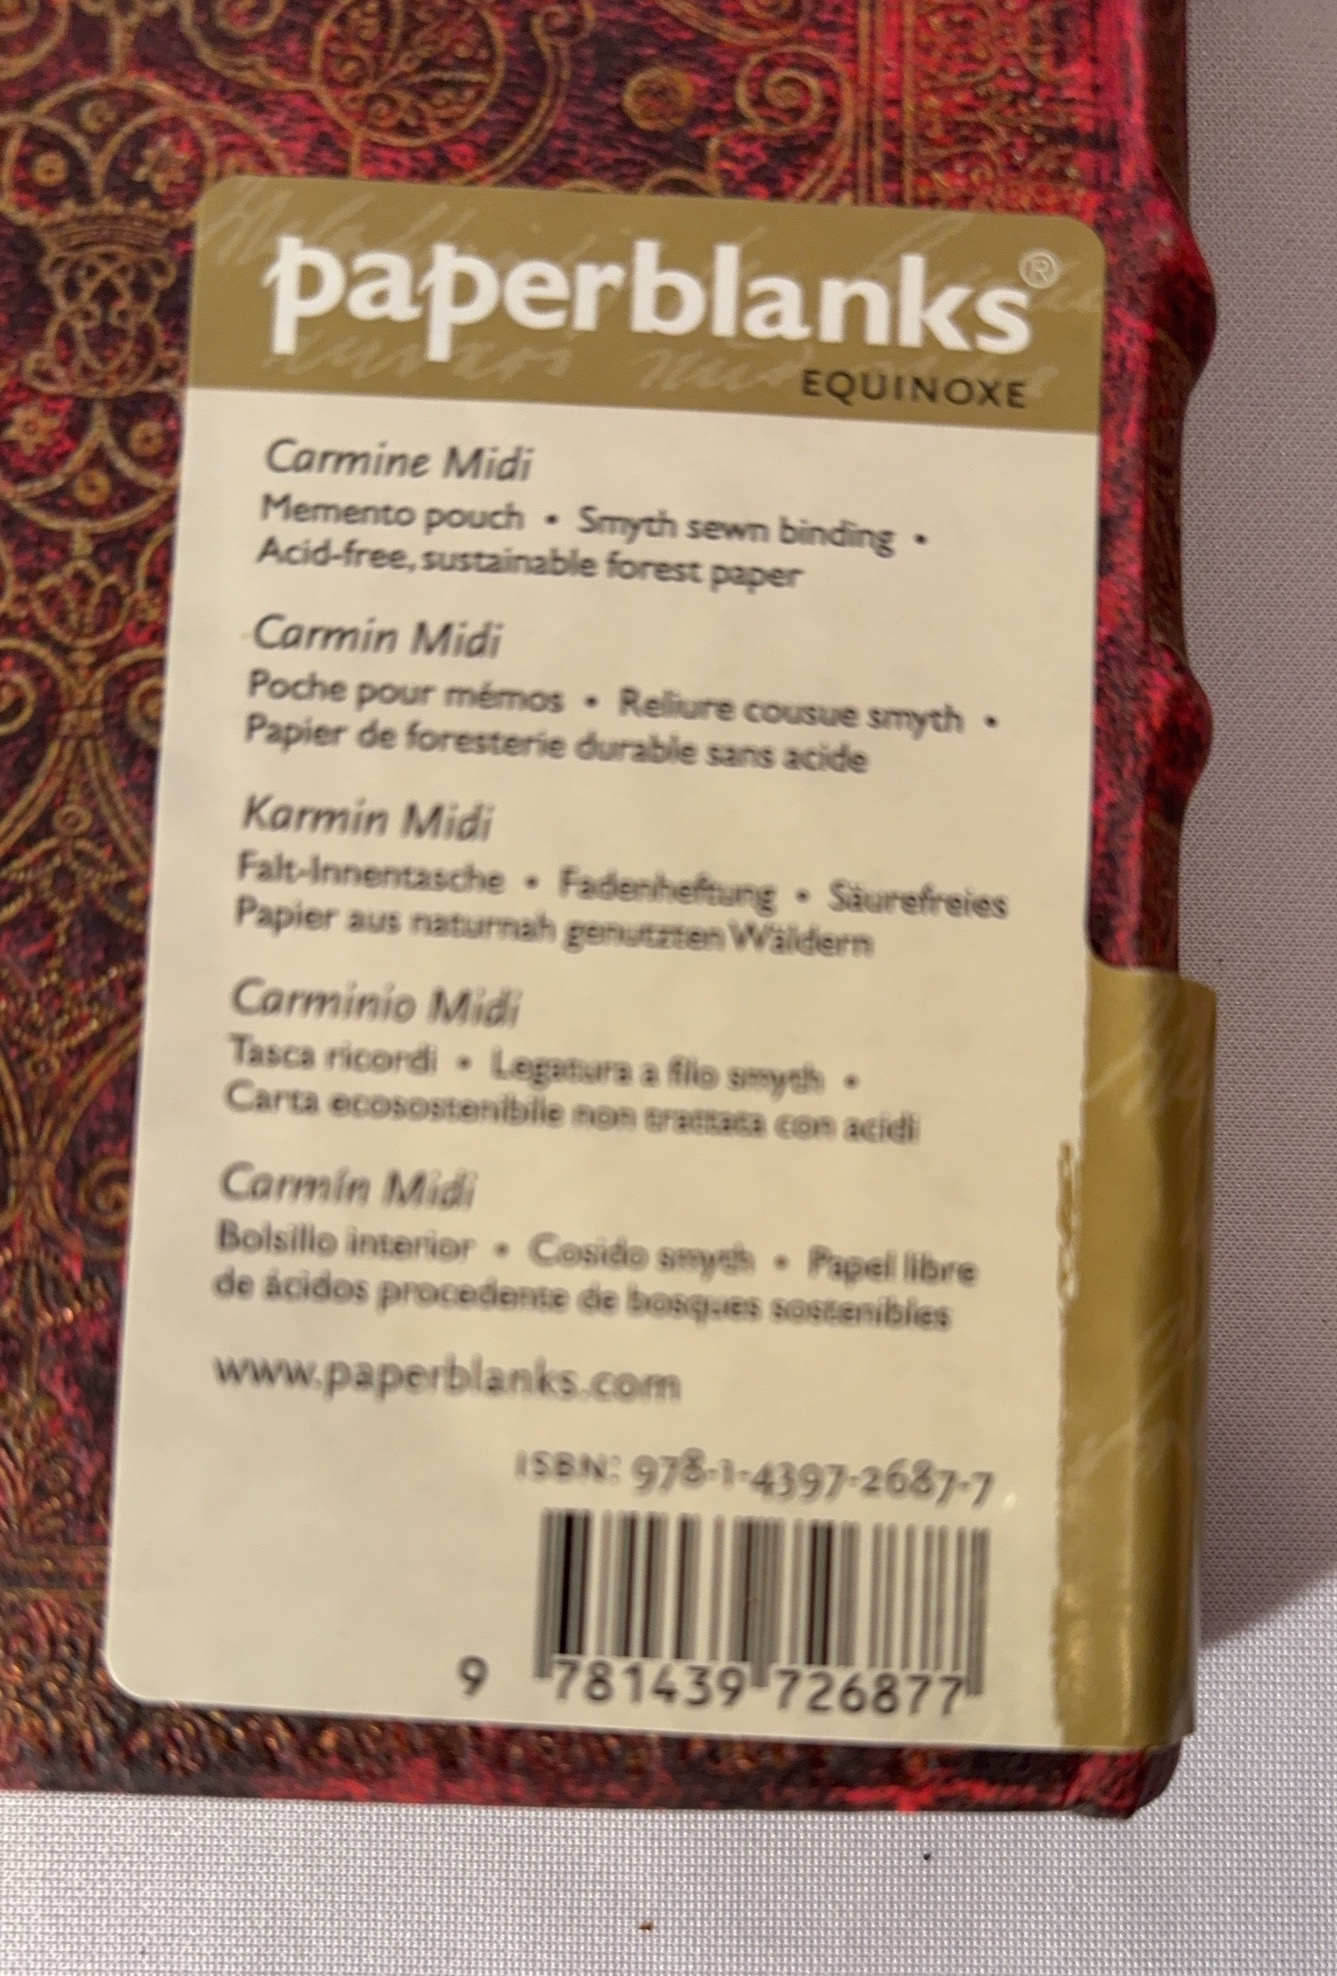 paperblanks®
EQUINOXE
Carmine Midi
Memento pouch • Smyth sewn binding •
Acid-free, sustainable forest paper
Carmin Midi
Poche pour mémos • Reliure cousue smyth •
Papier de foresterie durable sans acide
Karmin Midi
Falt-Innentasche • Fadenheftung • Säurefreies
Papier aus naturnah genutzten Wäldern
Carminio Midi
Tasca ricordi • Legatura a filo smyth •
Carta ecosostenibile non trattata con acidi
Carmín Midi
Bolsillo interior • Cosido smyth • Papel libre
de ácidos procedente de bosques sostenibles
www.paperblanks.com
ISBN: 978-1-4397-2687-7
9 781439 726877